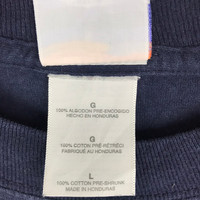 G
100% ALGODON PRE-ENCOGIDO
HECHO EN HONDURAS
G
100% COTON PRÉ-RÉTRÉCI
FABRIQUÉ AU HONDURAS
L
100% COTTON PRE-SHRUNK
MADE IN HONDURAS